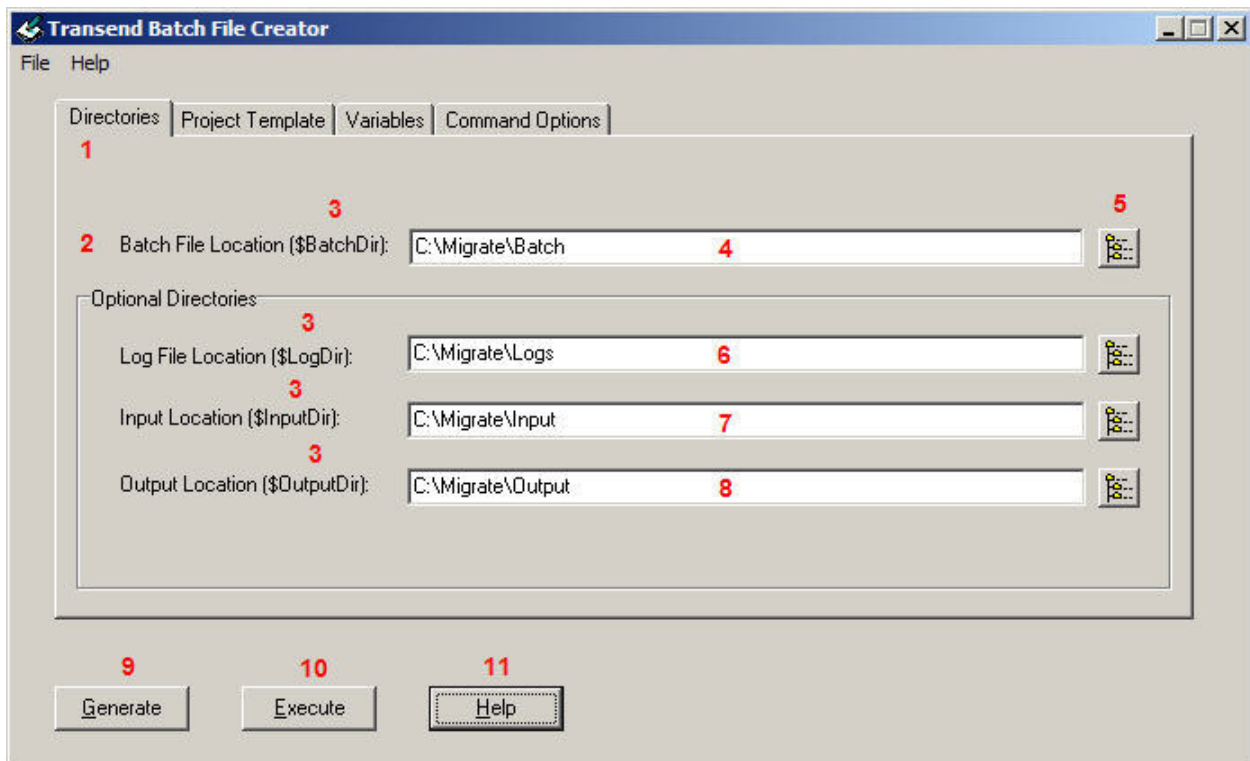 Transend Batch File Creator
File Help
Directories Project Template Variables Command Options
1
3 5
2 Batch File Location ($BatchDir): C:\Migrate\Batch 4
Optional Directories
3
Log File Location ($LogDir): C:\Migrate\Logs 6
3
Input Location ($InputDir): C:\Migrate\Input 7
3
Output Location ($OutputDir): C:\Migrate\Output 8
9 10 11
Generate Execute Help